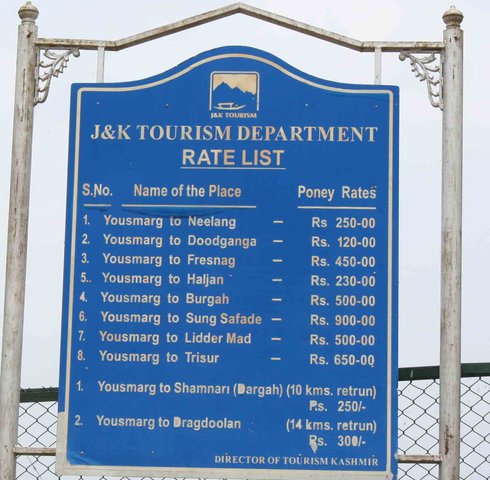 J&K TOURISM
J&K TOURISM DEPARTMENT
RATE LIST
S.No. Name of the Place Poney Rates
1. Yousmarg to Neelang – Rs 250-00
2. Yousmarg to Doodganga – Rs. 120-00
3. Yousmarg to Fresnag – Rs. 450-00
5.. Yousmarg to Haljan – Rs. 230-00
4. Yousmarg to Burgah – Rs. 500-00
6. Yousmarg to Sung Safade – Rs. 900-00
7. Yousmarg to Lidder Mad – Rs. 500-00
8. Yousmarg to Trisur – Rs. 650-00
1. Yousmarg to Shamnari (Dargah) (10 kms. retrun)
Rs. 250/-
2. Yousmarg to Dragdoolan (14 kms. retrun)
Rs. 300/-
DIRECTOR OF TOURISM KASHMIR